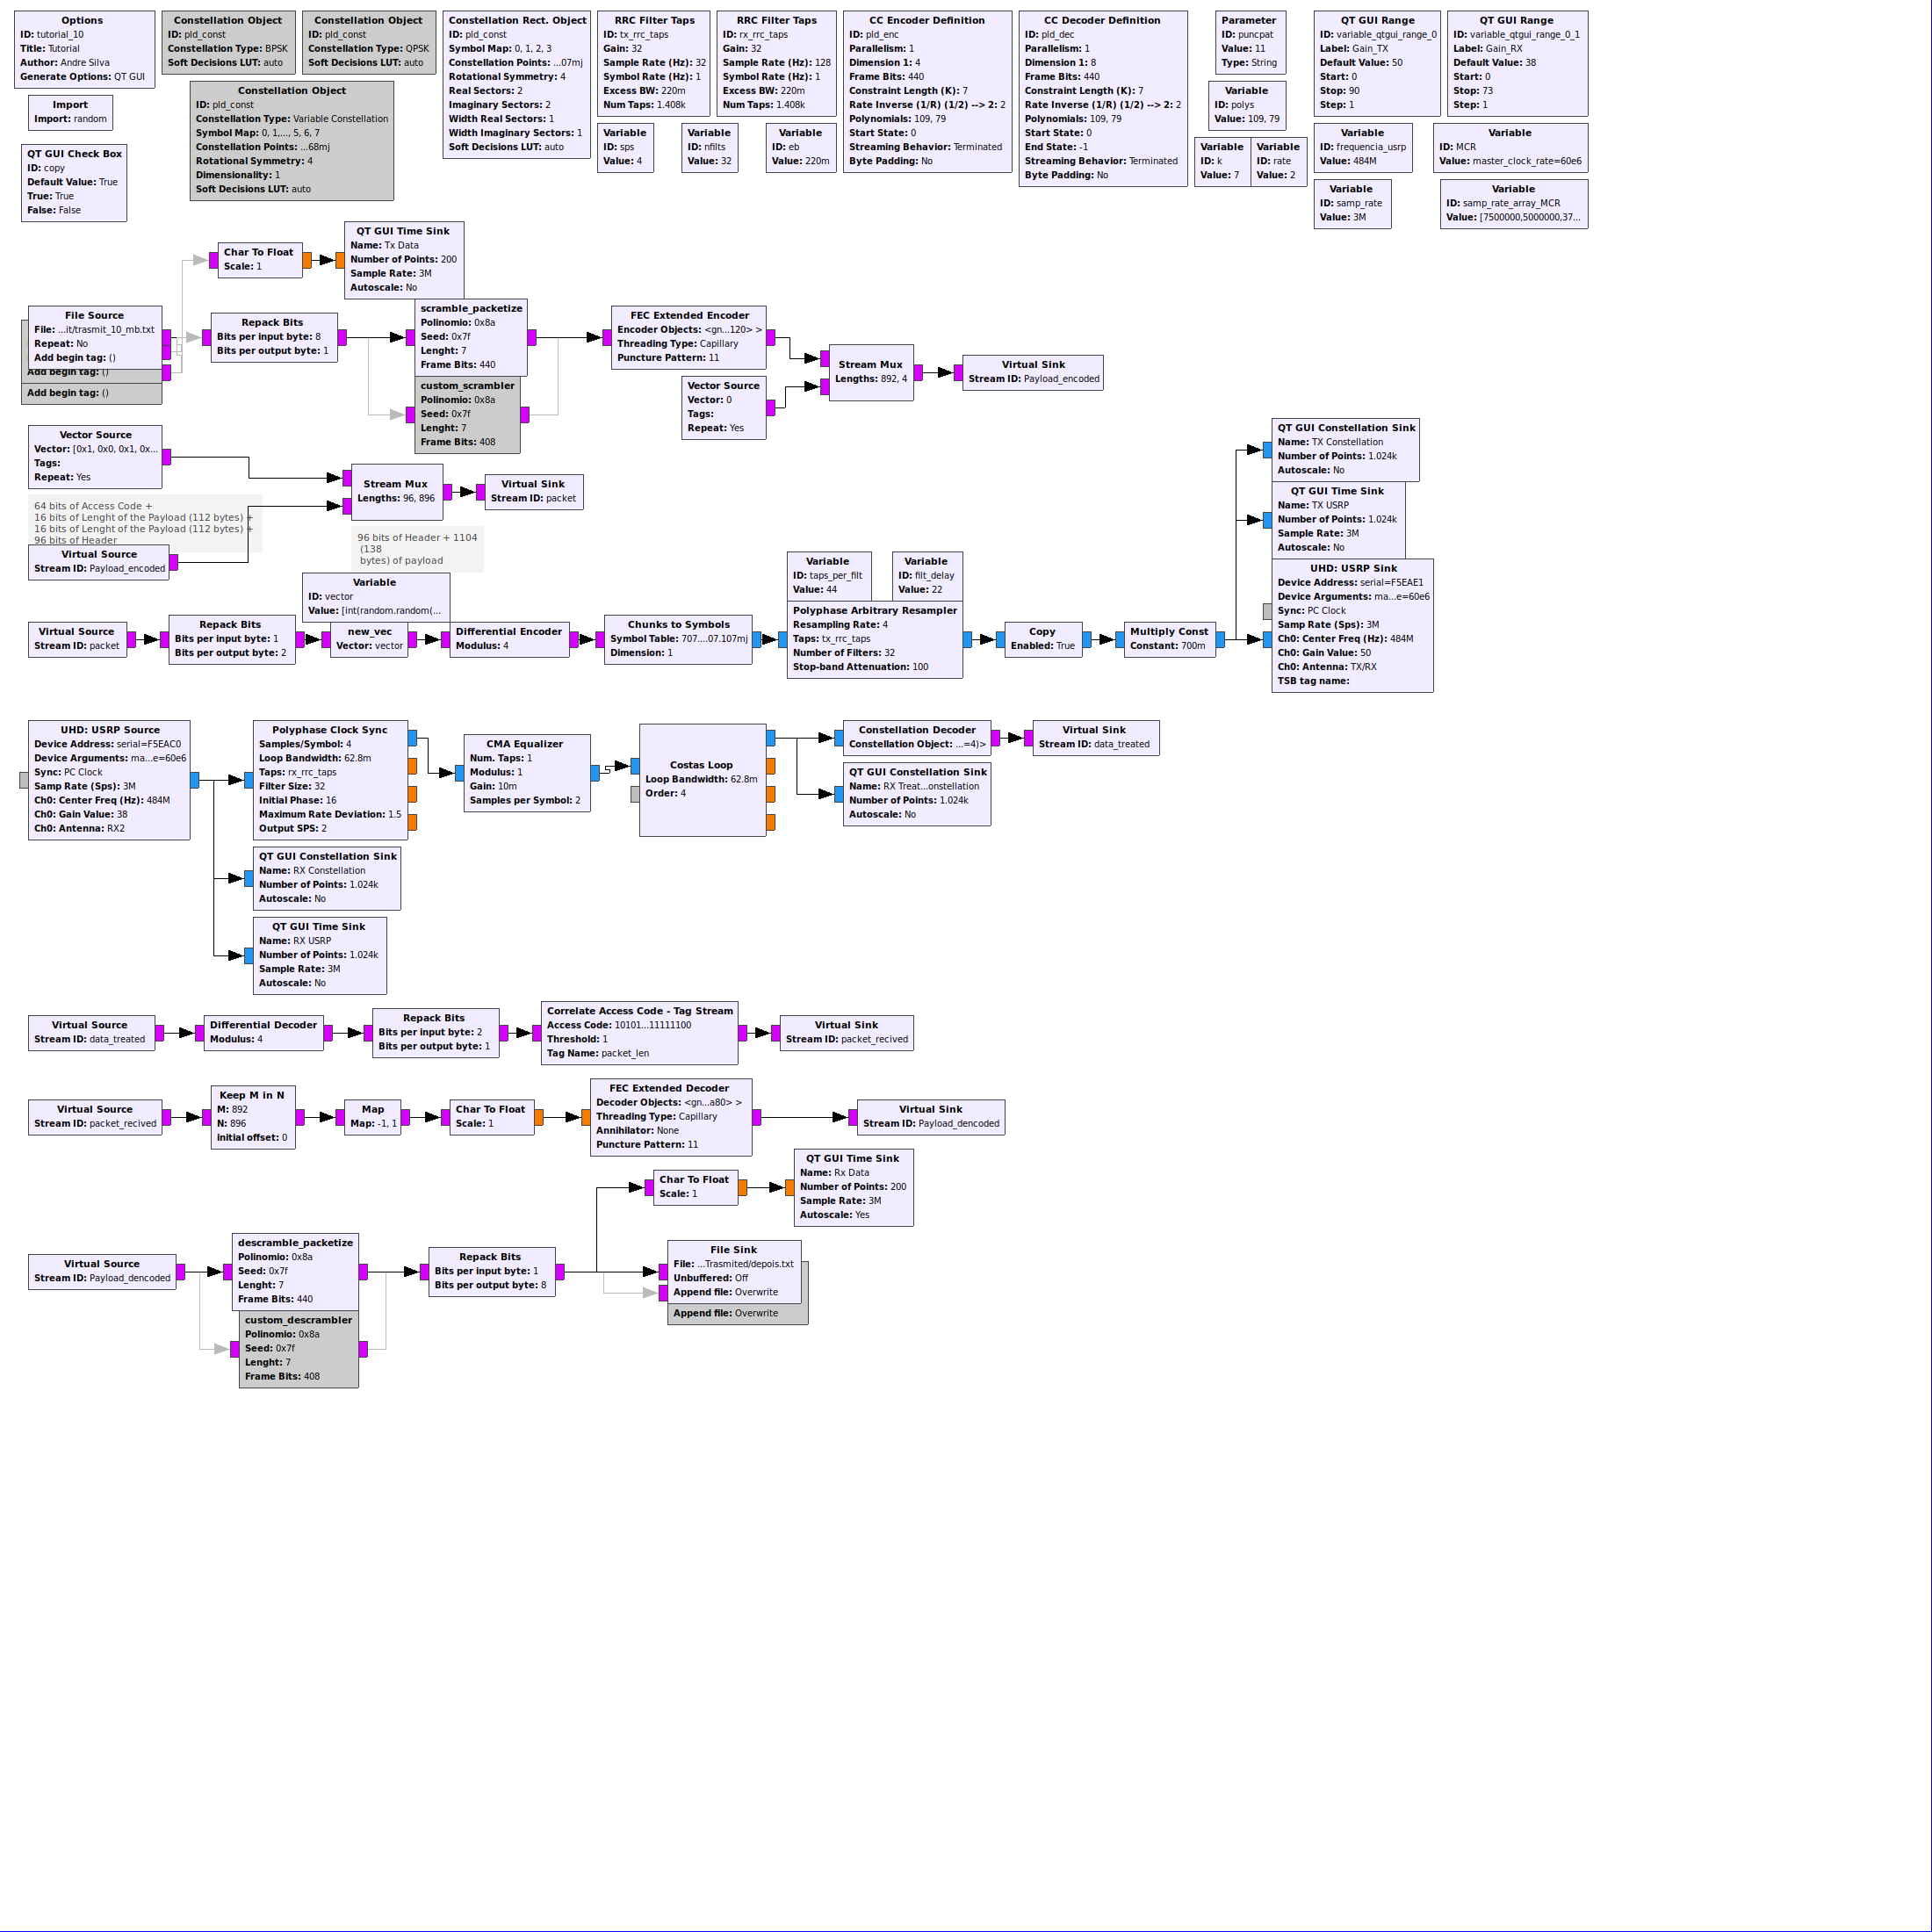 Options
ID: tutorial_10
Title: Tutorial
Author: Andre Silva
Generate Options: QT GUI
Constellation Object
ID: pld_const
Constellation Type: BPSK
Soft Decisions LUT: auto
Constellation Object
ID: pld_const
Constellation Type: QPSK
Soft Decisions LUT: auto
Constellation Rect. Object
ID: pld_const
Symbol Map: 0, 1, 2, 3
Constellation Points: ...07mj
Rotational Symmetry: 4
Real Sectors: 2
Imaginary Sectors: 2
Width Real Sectors: 1
Width Imaginary Sectors: 1
Soft Decisions LUT: auto
RRC Filter Taps
ID: tx_rrc_taps
Gain: 32
Sample Rate (Hz): 32
Symbol Rate (Hz): 1
Excess BW: 220m
Num Taps: 1.408k
RRC Filter Taps
ID: rx_rrc_taps
Gain: 32
Sample Rate (Hz): 128
Symbol Rate (Hz): 1
Excess BW: 220m
Num Taps: 1.408k
CC Encoder Definition
ID: pld_enc
Parallelism: 1
Dimension 1: 4
Frame Bits: 440
Constraint Length (K): 7
Rate Inverse (1/R) (1/2) --> 2: 2
Polynomials: 109, 79
Start State: 0
Streaming Behavior: Terminated
Byte Padding: No
CC Decoder Definition
ID: pld_dec
Parallelism: 1
Dimension 1: 8
Frame Bits: 440
Constraint Length (K): 7
Rate Inverse (1/R) (1/2) --> 2: 2
Polynomials: 109, 79
Start State: 0
End State: -1
Streaming Behavior: Terminated
Byte Padding: No
Parameter
ID: puncpat
Value: 11
Type: String
QT GUI Range
ID: variable_qtgui_range_0
Label: Gain_TX
Default Value: 50
Start: 0
Stop: 90
Step: 1
QT GUI Range
ID: variable_qtgui_range_0_1
Label: Gain_RX
Default Value: 38
Start: 0
Stop: 73
Step: 1
Import
Import: random
Constellation Object
ID: pld_const
Constellation Type: Variable Constellation
Symbol Map: 0, 1,..., 5, 6, 7
Constellation Points: ...68mj
Rotational Symmetry: 4
Dimensionality: 1
Soft Decisions LUT: auto
Variable
ID: polys
Value: 109, 79
Variable
ID: sps
Value: 4
Variable
ID: nfilts
Value: 32
Variable
ID: eb
Value: 220m
Variable
ID: k
Value: 7
Variable
ID: rate
Value: 2
Variable
ID: frequencia_usrp
Value: 484M
Variable
ID: MCR
Value: master_clock_rate=60e6
QT GUI Check Box
ID: copy
Default Value: True
True: True
False: False
Variable
ID: samp_rate
Value: 3M
Variable
ID: samp_rate_array_MCR
Value: [7500000,5000000,37...
Char To Float
Scale: 1
QT GUI Time Sink
Name: Tx Data
Number of Points: 200
Sample Rate: 3M
Autoscale: No
File Source
File: ...it/trasmit_10_mb.txt
Repeat: No
Add begin tag: ()
Add begin tag: ()
Add begin tag: ()
Repack Bits
Bits per input byte: 8
Bits per output byte: 1
scramble_packetize
Polinomio: 0x8a
Seed: 0x7f
Lenght: 7
Frame Bits: 440
custom_scrambler
Polinomio: 0x8a
Seed: 0x7f
Lenght: 7
Frame Bits: 408
FEC Extended Encoder
Encoder Objects: <gn...120> >
Threading Type: Capillary
Puncture Pattern: 11
Vector Source
Vector: 0
Tags:
Repeat: Yes
Stream Mux
Lengths: 892, 4
Virtual Sink
Stream ID: Payload_encoded
Vector Source
Vector: [0x1, 0x0, 0x1, 0x...
Tags:
Repeat: Yes
64 bits of Access Code +
16 bits of Lenght of the Payload (112 bytes) +
16 bits of Lenght of the Payload (112 bytes) +
96 bits of Header
Virtual Source
Stream ID: Payload_encoded
Stream Mux
Lengths: 96, 896
Virtual Sink
Stream ID: packet
96 bits of Header + 1104
(138
bytes) of payload
Virtual Source
Stream ID: packet
Repack Bits
Bits per input byte: 1
Bits per output byte: 2
Variable
ID: vector
Value: [int(random.random(...
new_vec
Vector: vector
Differential Encoder
Modulus: 4
Chunks to Symbols
Symbol Table: 707....07.107mj
Dimension: 1
Variable
ID: taps_per_filt
Value: 44
Variable
ID: filt_delay
Value: 22
Polyphase Arbitrary Resampler
Resampling Rate: 4
Taps: tx_rrc_taps
Number of Filters: 32
Stop-band Attenuation: 100
Copy
Enabled: True
Multiply Const
Constant: 700m
QT GUI Constellation Sink
Name: TX Constellation
Number of Points: 1.024k
Autoscale: No
QT GUI Time Sink
Name: TX USRP
Number of Points: 1.024k
Sample Rate: 3M
Autoscale: No
UHD: USRP Sink
Device Address: serial=F5EAE1
Device Arguments: ma...e=60e6
Sync: PC Clock
Samp Rate (Sps): 3M
Ch0: Center Freq (Hz): 484M
Ch0: Gain Value: 50
Ch0: Antenna: TX/RX
TSB tag name:
UHD: USRP Source
Device Address: serial=F5EAC0
Device Arguments: ma...e=60e6
Sync: PC Clock
Samp Rate (Sps): 3M
Ch0: Center Freq (Hz): 484M
Ch0: Gain Value: 38
Ch0: Antenna: RX2
Polyphase Clock Sync
Samples/Symbol: 4
Loop Bandwidth: 62.8m
Taps: rx_rrc_taps
Filter Size: 32
Initial Phase: 16
Maximum Rate Deviation: 1.5
Output SPS: 2
CMA Equalizer
Num. Taps: 1
Modulus: 1
Gain: 10m
Samples per Symbol: 2
Costas Loop
Loop Bandwidth: 62.8m
Order: 4
Constellation Decoder
Constellation Object: ...=4)>
Virtual Sink
Stream ID: data_treated
QT GUI Constellation Sink
Name: RX Treat...onstellation
Number of Points: 1.024k
Autoscale: No
QT GUI Constellation Sink
Name: RX Constellation
Number of Points: 1.024k
Autoscale: No
QT GUI Time Sink
Name: RX USRP
Number of Points: 1.024k
Sample Rate: 3M
Autoscale: No
Virtual Source
Stream ID: data_treated
Differential Decoder
Modulus: 4
Repack Bits
Bits per input byte: 2
Bits per output byte: 1
Correlate Access Code - Tag Stream
Access Code: 10101...11111100
Threshold: 1
Tag Name: packet_len
Virtual Sink
Stream ID: packet_recived
Virtual Source
Stream ID: packet_recived
Keep M in N
M: 892
N: 896
initial offset: 0
Map
Map: -1, 1
Char To Float
Scale: 1
FEC Extended Decoder
Decoder Objects: <gn...a80> >
Threading Type: Capillary
Annihilator: None
Puncture Pattern: 11
Virtual Sink
Stream ID: Payload_dencoded
Char To Float
Scale: 1
QT GUI Time Sink
Name: Rx Data
Number of Points: 200
Sample Rate: 3M
Autoscale: Yes
Virtual Source
Stream ID: Payload_dencoded
descramble_packetize
Polinomio: 0x8a
Seed: 0x7f
Lenght: 7
Frame Bits: 440
custom_descrambler
Polinomio: 0x8a
Seed: 0x7f
Lenght: 7
Frame Bits: 408
Repack Bits
Bits per input byte: 1
Bits per output byte: 8
File Sink
File: ...Trasmited/depois.txt
Unbuffered: Off
Append file: Overwrite
Append file: Overwrite